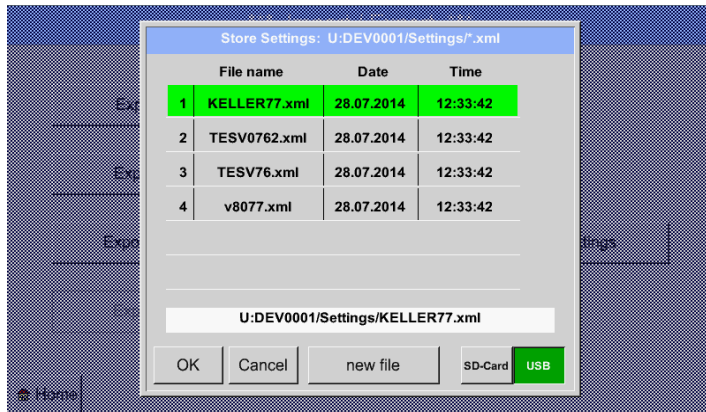 Store Settings: U:DEV0001/Settings/*.xml
File name Date Time
1 KELLER77.xml 28.07.2014 12:33:42
2 TESV0762.xml 28.07.2014 12:33:42
3 TESV76.xml 28.07.2014 12:33:42
4 v8077.xml 28.07.2014 12:33:42
U:DEV0001/Settings/KELLER77.xml
OK Cancel new file SD-Card USB
Home